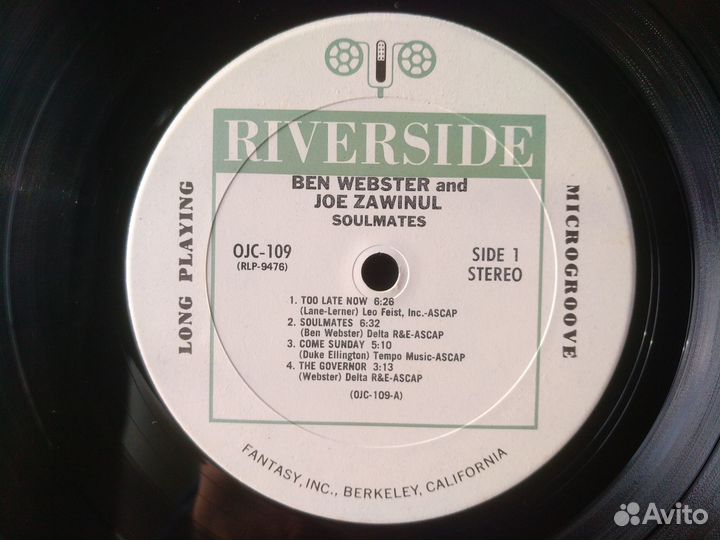 RIVERSIDE
BEN WEBSTER and
JOE ZAWINUL
SOULMATES
OJC-109
(RLP-9476)
SIDE 1
STEREO
LONG PLAYING
MICROGROOVE
1. TOO LATE NOW 6:26
(Lane-Lerner) Leo Feist, Inc.-ASCAP
2. SOULMATES 6:32
(Ben Webster) Delta R&E-ASCAP
3. COME SUNDAY 5:10
(Duke Ellington) Tempo Music-ASCAP
4. THE GOVERNOR 3:13
(Webster) Delta R&E-ASCAP
(OJC-109-A)
FANTASY, INC., BERKELEY, CALIFORNIA
Avito